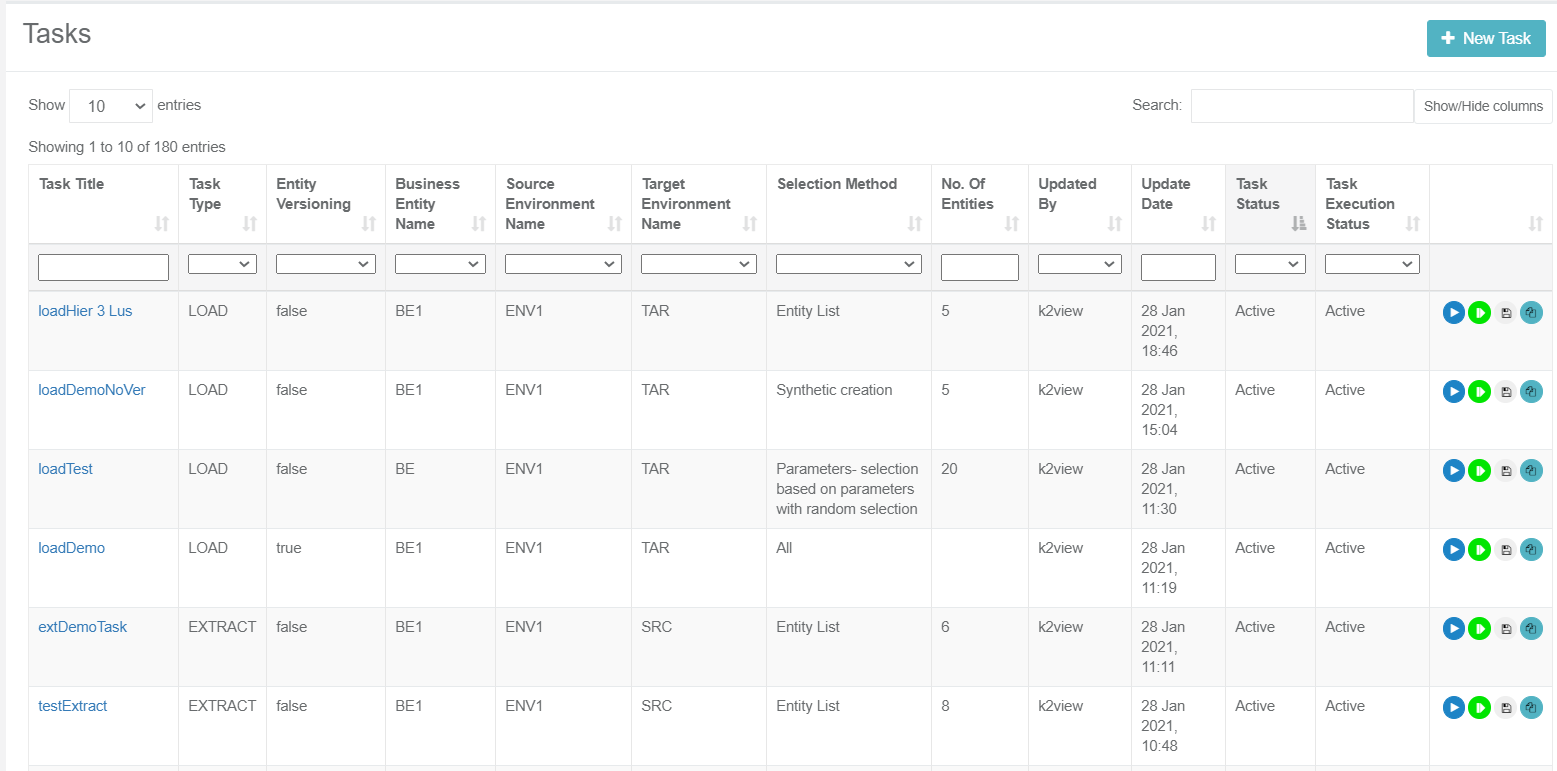 Tasks
New Task
Show 10 entries
Search:
Show/Hide columns
Showing 1 to 10 of 180 entries
Task Title
Task Type
Entity Versioning
Business Entity Name
Source Environment Name
Target Environment Name
Selection Method
No. Of Entities
Updated By
Update Date
Task Status
Task Execution Status
loadHier 3 Lus LOAD false BE1 ENV1 TAR Entity List 5 k2view 28 Jan 2021, 18:46 Active Active
loadDemoNoVer LOAD false BE1 ENV1 TAR Synthetic creation 5 k2view 28 Jan 2021, 15:04 Active Active
loadTest LOAD false BE ENV1 TAR Parameters- selection based on parameters with random selection 20 k2view 28 Jan 2021, 11:30 Active Active
loadDemo LOAD true BE1 ENV1 TAR All k2view 28 Jan 2021, 11:19 Active Active
extDemoTask EXTRACT false BE1 ENV1 SRC Entity List 6 k2view 28 Jan 2021, 11:11 Active Active
testExtract EXTRACT false BE1 ENV1 SRC Entity List 8 k2view 28 Jan 2021, 10:48 Active Active